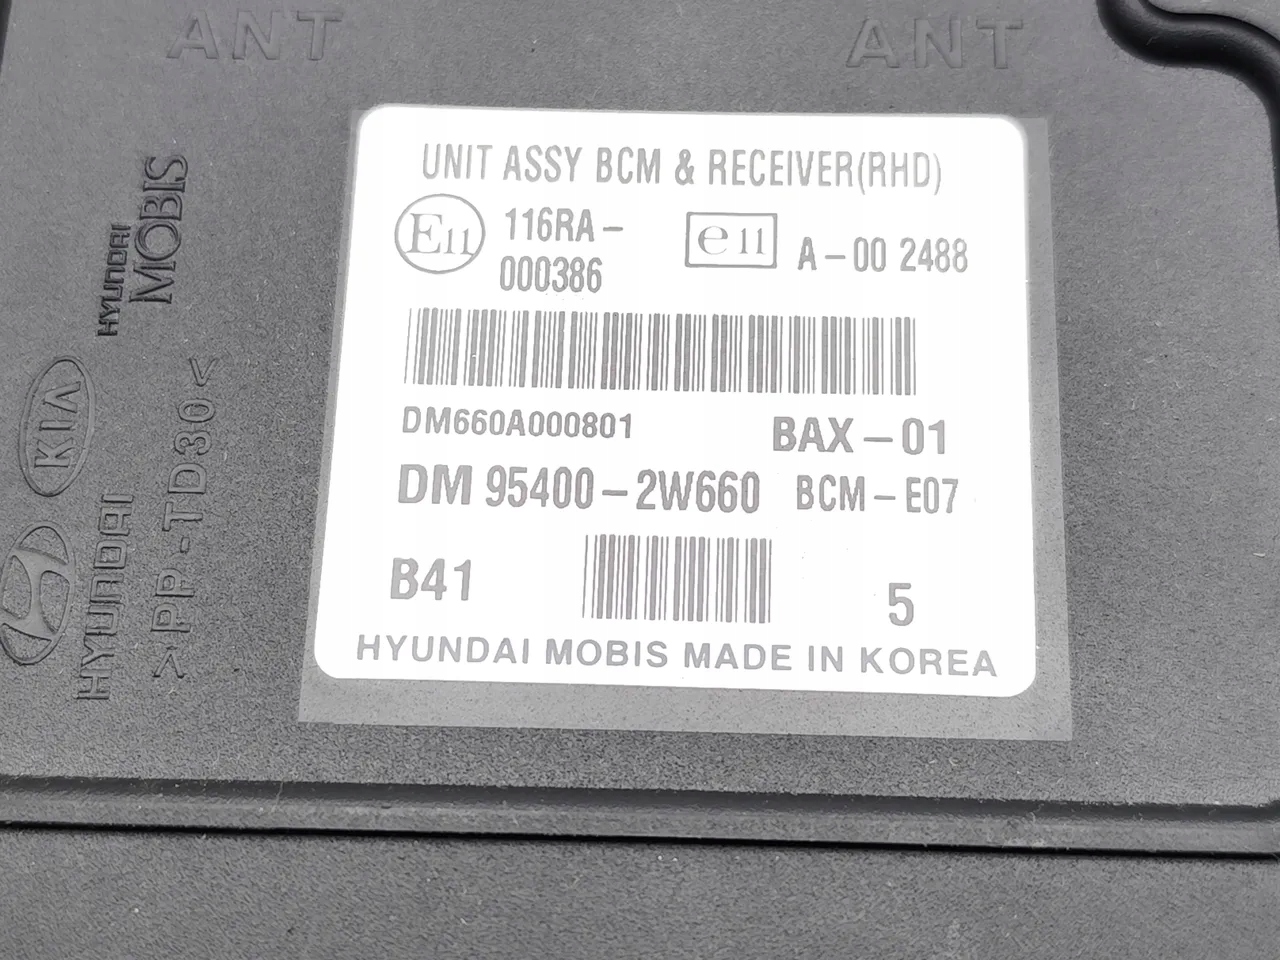 ANT
ANT
HYUNDAI
MOBIS
KIA
HYUNDAI
>PP-TD30<
UNIT ASSY BCM & RECEIVER(RHD)
E11
116RA-
000386
e11
A-00 2488
DM660A000801
BAX-01
DM 95400-2W660
BCM-E07
B41
5
HYUNDAI MOBIS MADE IN KOREA